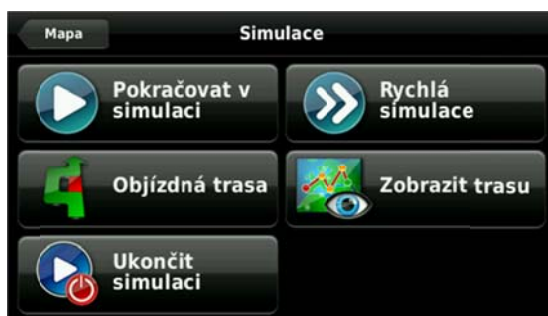 Mapa
Simulace
Pokračovat v
simulaci
Rychlá
simulace
Objízdná trasa
Zobrazit trasu
Ukončit
simulaci